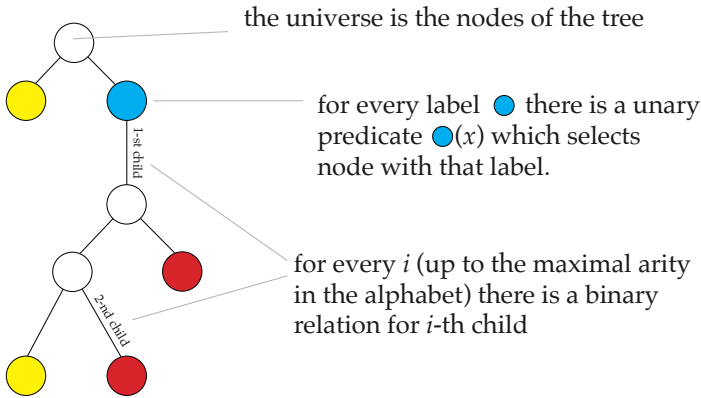 the universe is the nodes of the tree
for every label there is a unary
predicate (x) which selects
node with that label.
1-st child
for every i (up to the maximal arity
in the alphabet) there is a binary
relation for i-th child
2-nd child